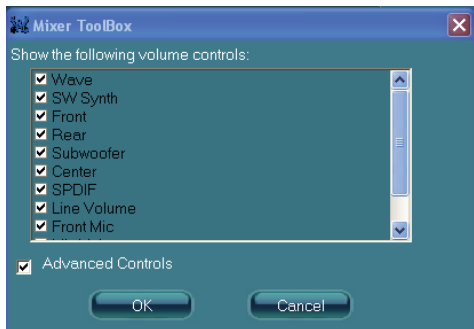 Mixer ToolBox
Show the following volume controls:
Wave
SW Synth
Front
Rear
Subwoofer
Center
SPDIF
Line Volume
Front Mic
Advanced Controls
OK
Cancel